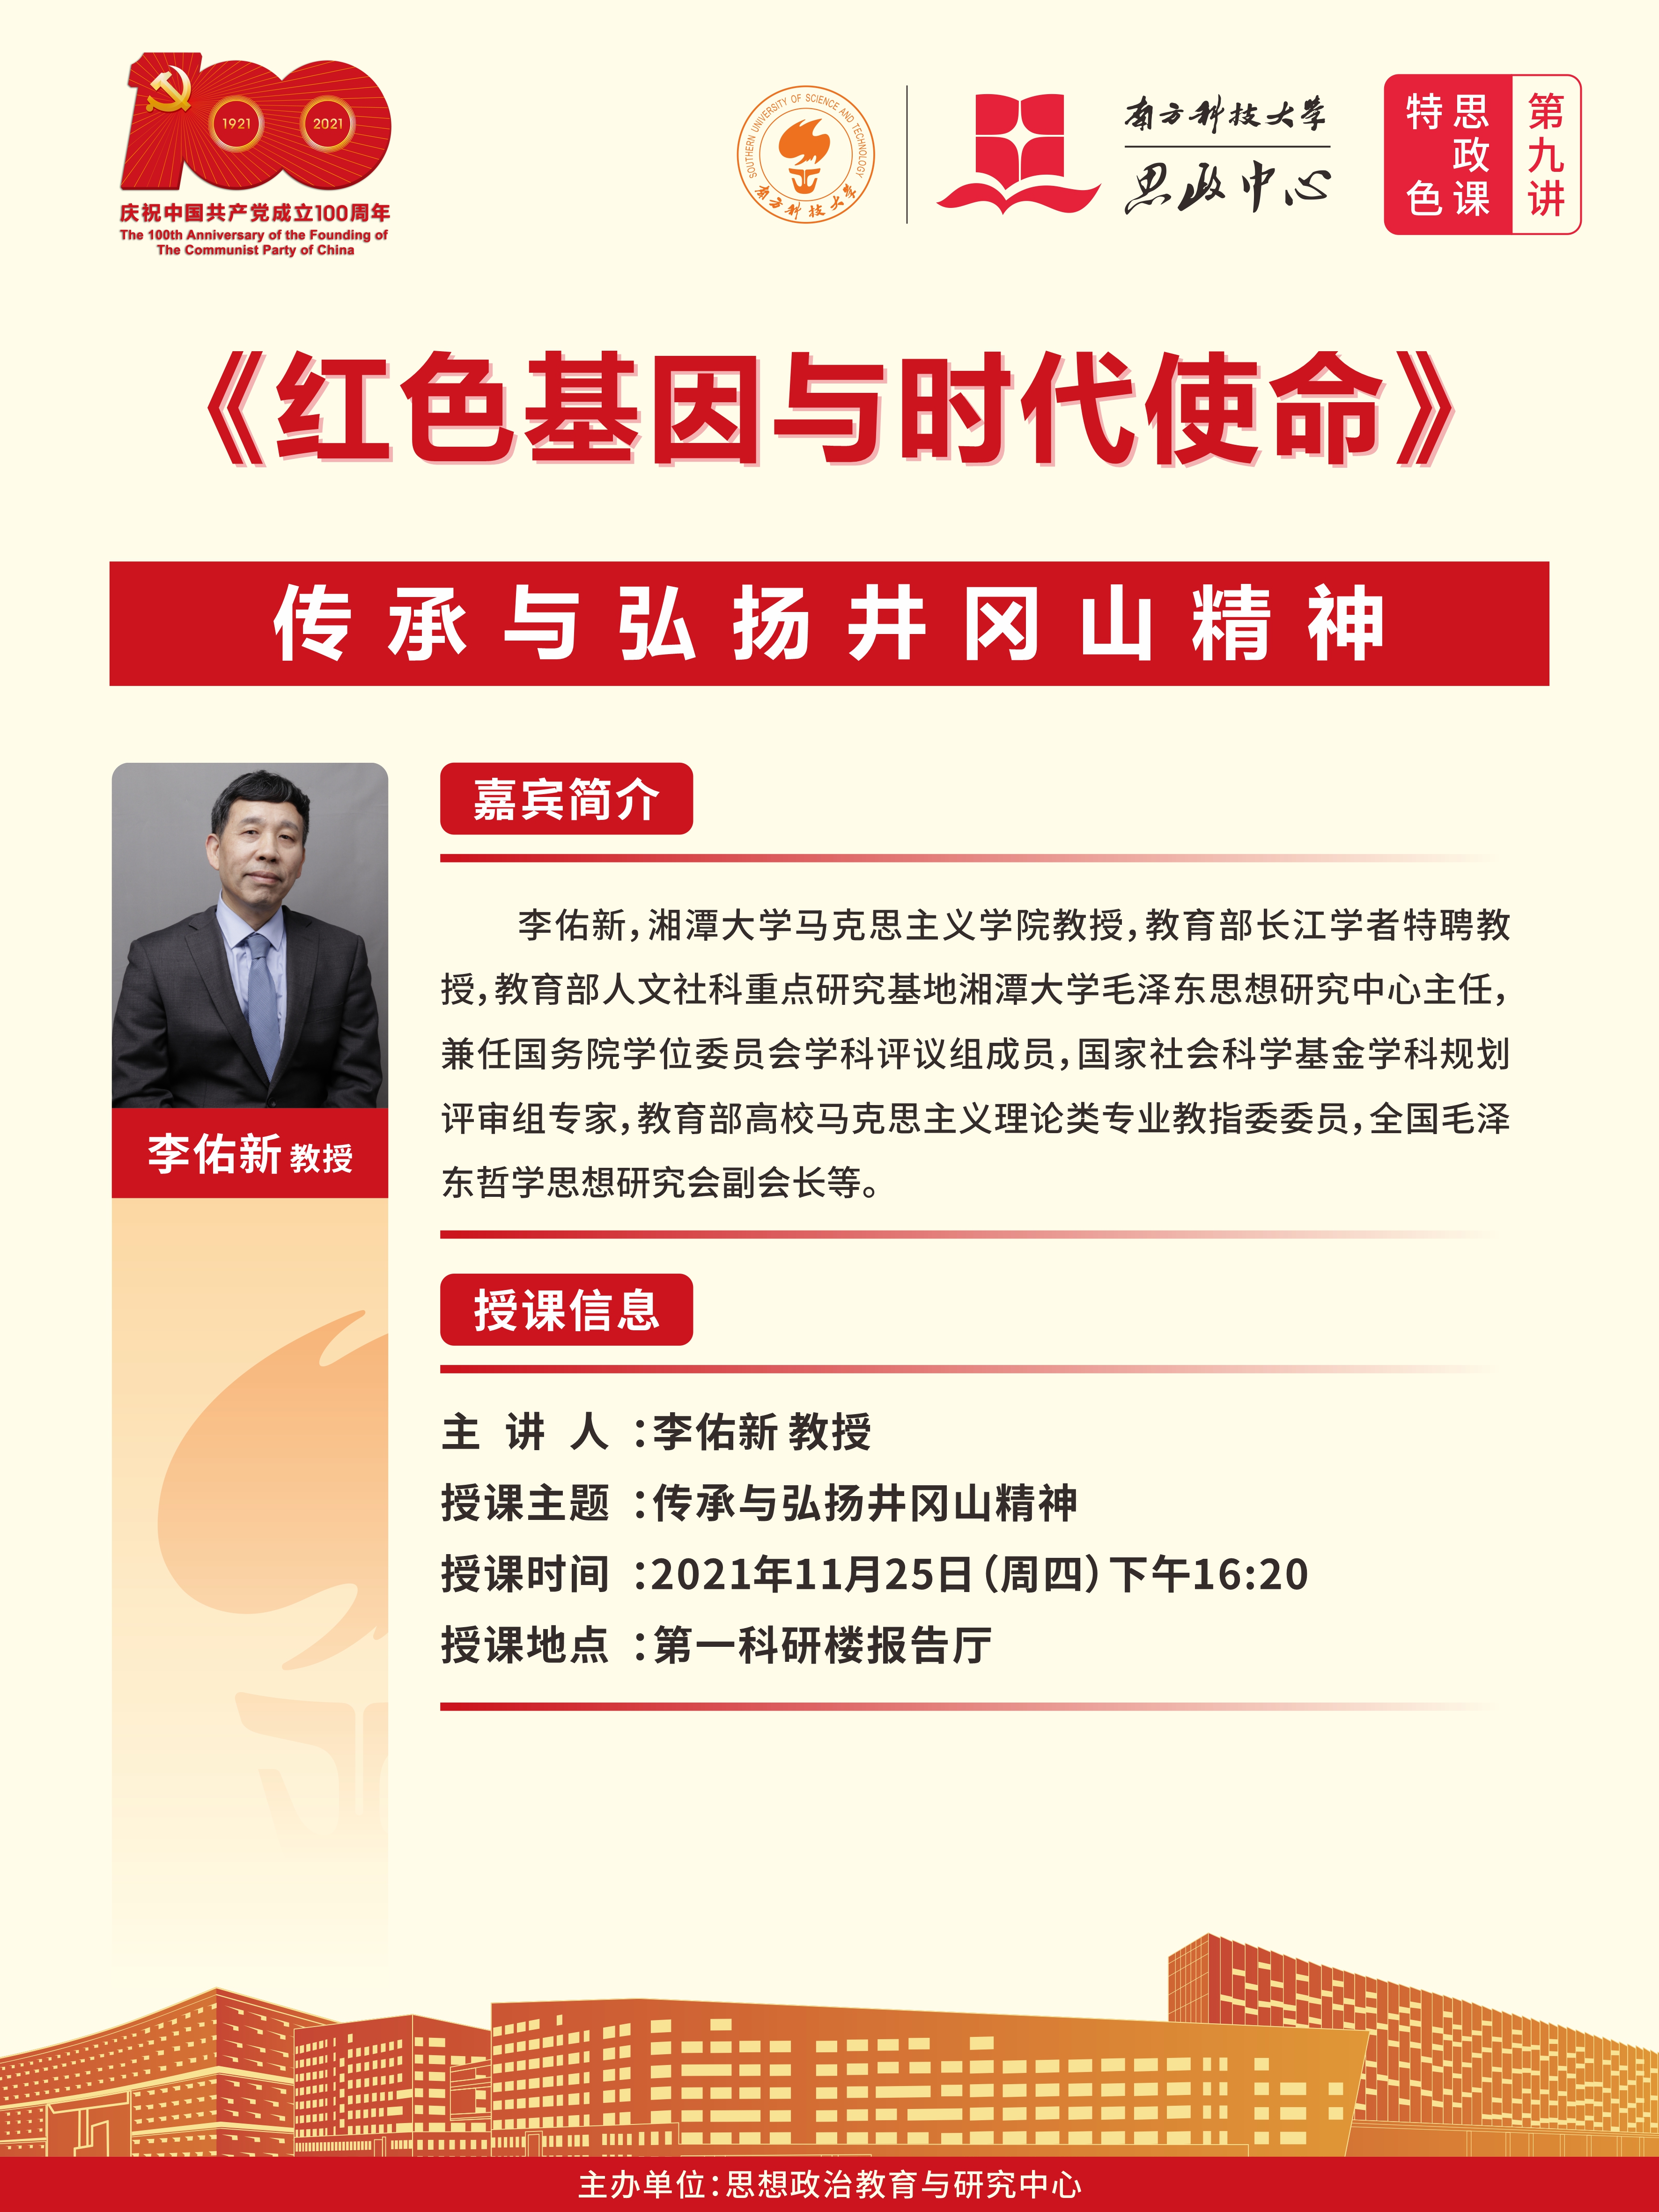 1921
2021
庆祝中国共产党成立100周年
The 100th Anniversary of the Founding of
The Communist Party of China
SOUTHERN UNIVERSITY OF SCIENCE AND TECHNOLOGY
南方科技大学
南方科技大学
思政中心
特色
思政课
第九讲
《红色基因与时代使命》
传承与弘扬井冈山精神
李佑新 教授
嘉宾简介
李佑新，湘潭大学马克思主义学院教授，教育部长江学者特聘教
授，教育部人文社科重点研究基地湘潭大学毛泽东思想研究中心主任，
兼任国务院学位委员会学科评议组成员，国家社会科学基金学科规划
评审组专家，教育部高校马克思主义理论类专业教指委委员，全国毛泽
东哲学思想研究会副会长等。
授课信息
主 讲 人 ：李佑新 教授
授课主题 ：传承与弘扬井冈山精神
授课时间 ：2021年11月25日（周四）下午16:20
授课地点 ：第一科研楼报告厅
主办单位：思想政治教育与研究中心